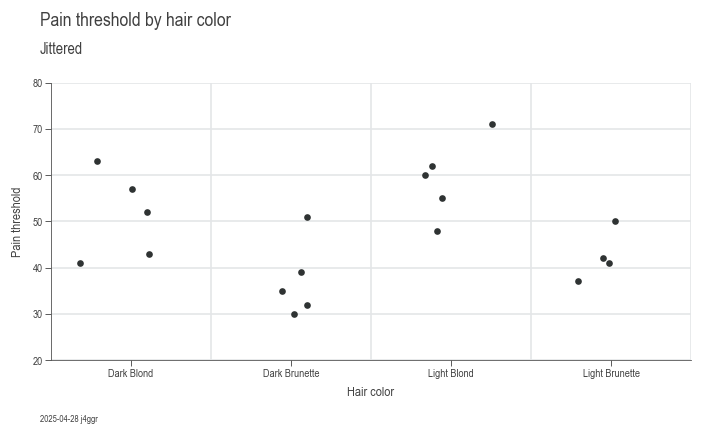 Pain threshold by hair color
Jittered
80
70
60
50
40
30
20
Pain threshold
Dark Blond
Dark Brunette
Light Blond
Light Brunette
Hair color
2025-04-28 j4ggr